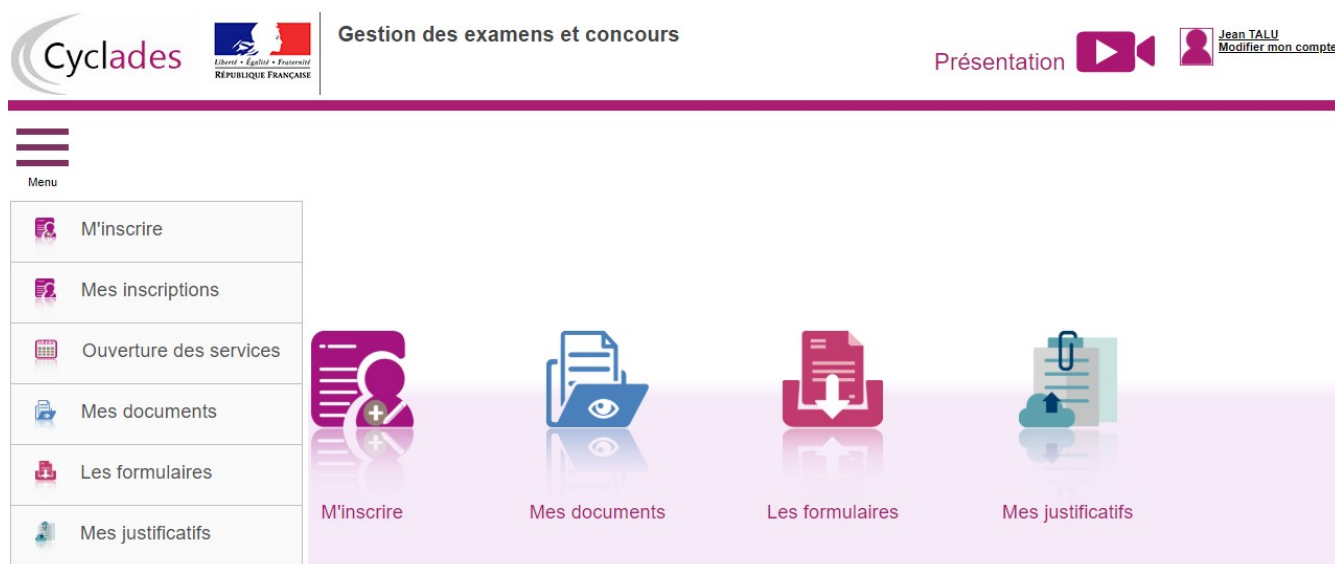 Cyclades
Liberté • Égalité • Fraternité
RÉPUBLIQUE FRANÇAISE
Gestion des examens et concours
Présentation
Jean TALU
Modifier mon compte
Menu
M'inscrire
Mes inscriptions
Ouverture des services
Mes documents
Les formulaires
Mes justificatifs
M'inscrire
Mes documents
Les formulaires
Mes justificatifs